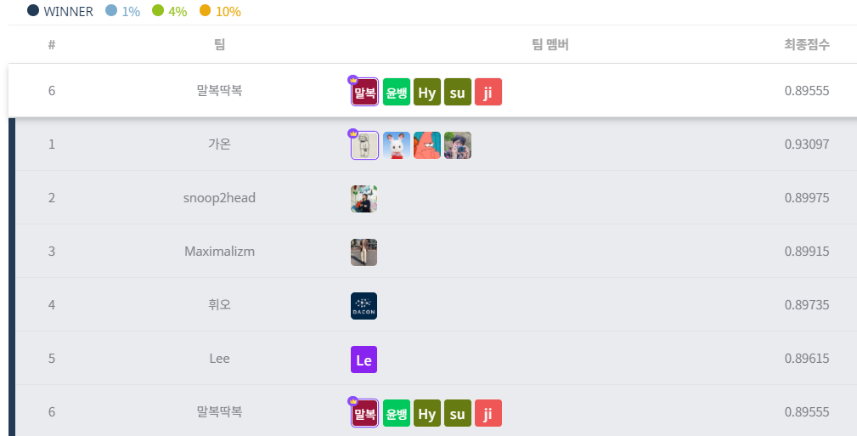 WINNER 1% 4% 10%
# 팀 팀 멤버 최종점수
6 말복딱복 말복 윤뱅 Hy su ji 0.89555
1 가온 0.93097
2 snoop2head 0.89975
3 Maximalizm 0.89915
4 휘오 DACON 0.89735
5 Lee Le 0.89615
6 말복딱복 말복 윤뱅 Hy su ji 0.89555